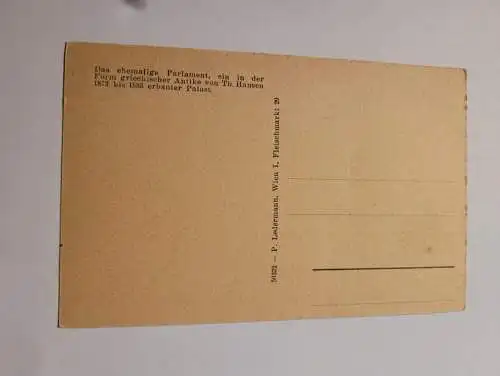 Das ehemalige Parlament, ein in der
Form griechischer Antike von Th. Hansen
1873 bis 1883 erbauter Palast
50323 — P. Ledermann, Wien I, Fleischmarkt 20